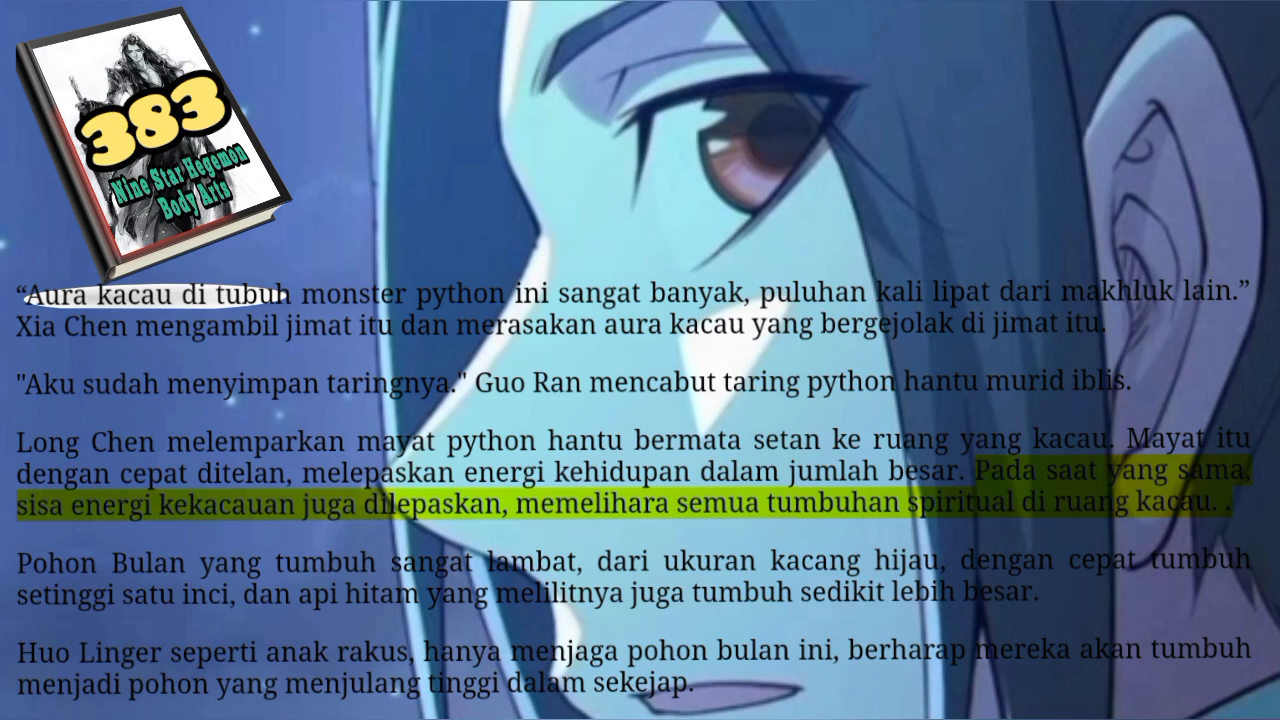 383
Nine Star Hegemon
Body Arts
“Aura kacau di tubuh monster python ini sangat banyak, puluhan kali lipat dari makhluk lain.”
Xia Chen mengambil jimat itu dan merasakan aura kacau yang bergejolak di jimat itu.
"Aku sudah menyimpan taringnya." Guo Ran mencabut taring python hantu murid iblis.
Long Chen melemparkan mayat python hantu bermata setan ke ruang yang kacau. Mayat itu
dengan cepat ditelan, melepaskan energi kehidupan dalam jumlah besar. Pada saat yang sama,
sisa energi kekacauan juga dilepaskan, memelihara semua tumbuhan spiritual di ruang kacau. .
Pohon Bulan yang tumbuh sangat lambat, dari ukuran kacang hijau, dengan cepat tumbuh
setinggi satu inci, dan api hitam yang melilitnya juga tumbuh sedikit lebih besar.
Huo Linger seperti anak rakus, hanya menjaga pohon bulan ini, berharap mereka akan tumbuh
menjadi pohon yang menjulang tinggi dalam sekejap.